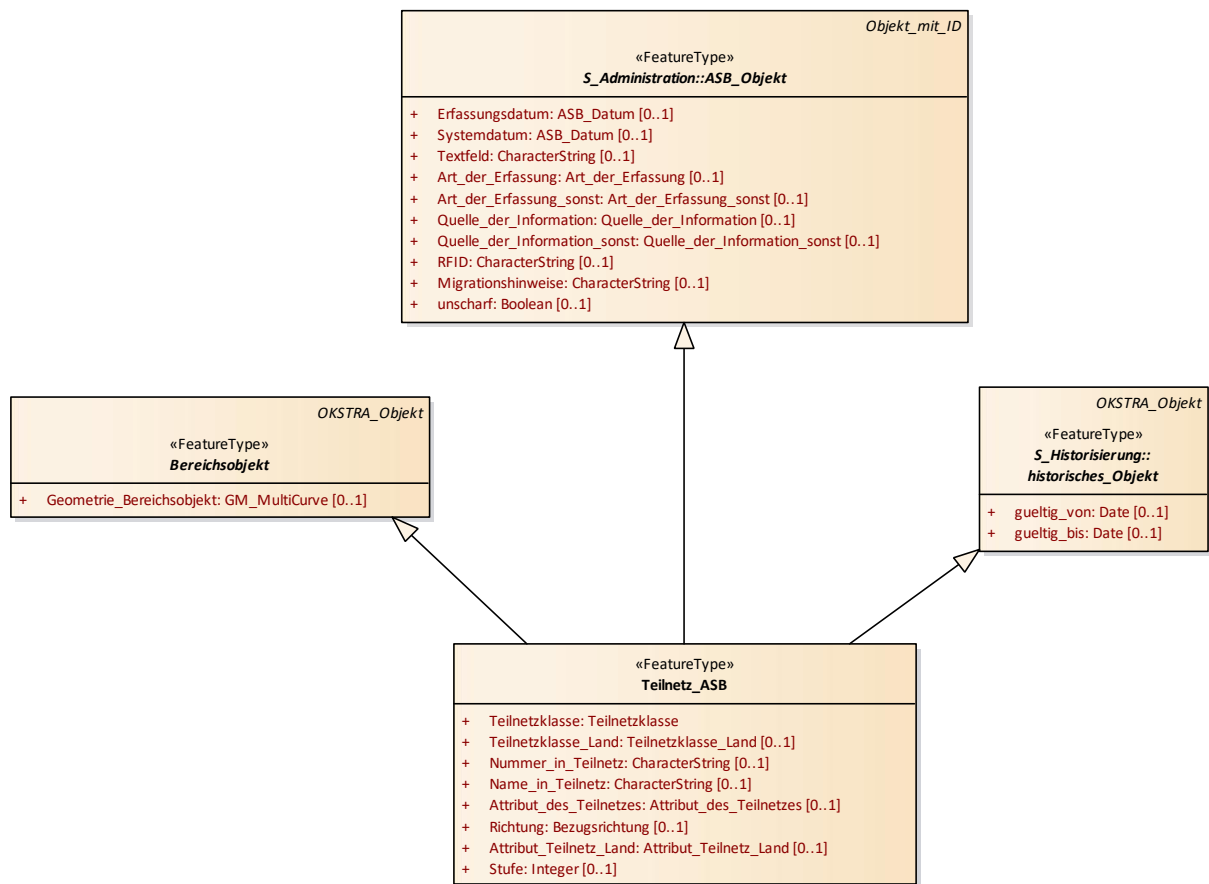 Objekt_mit_ID
«FeatureType»
S_Administration::ASB_Objekt
+ Erfassungsdatum: ASB_Datum [0..1]
+ Systemdatum: ASB_Datum [0..1]
+ Textfeld: CharacterString [0..1]
+ Art_der_Erfassung: Art_der_Erfassung [0..1]
+ Art_der_Erfassung_sonst: Art_der_Erfassung_sonst [0..1]
+ Quelle_der_Information: Quelle_der_Information [0..1]
+ Quelle_der_Information_sonst: Quelle_der_Information_sonst [0..1]
+ RFID: CharacterString [0..1]
+ Migrationshinweise: CharacterString [0..1]
+ unscharf: Boolean [0..1]
OKSTRA_Objekt
«FeatureType»
Bereichsobjekt
+ Geometrie_Bereichsobjekt: GM_MultiCurve [0..1]
OKSTRA_Objekt
«FeatureType»
S_Historisierung::
historisches_Objekt
+ gueltig_von: Date [0..1]
+ gueltig_bis: Date [0..1]
«FeatureType»
Teilnetz_ASB
+ Teilnetzklasse: Teilnetzklasse
+ Teilnetzklasse_Land: Teilnetzklasse_Land [0..1]
+ Nummer_in_Teilnetz: CharacterString [0..1]
+ Name_in_Teilnetz: CharacterString [0..1]
+ Attribut_des_Teilnetzes: Attribut_des_Teilnetzes [0..1]
+ Richtung: Bezugsrichtung [0..1]
+ Attribut_Teilnetz_Land: Attribut_Teilnetz_Land [0..1]
+ Stufe: Integer [0..1]